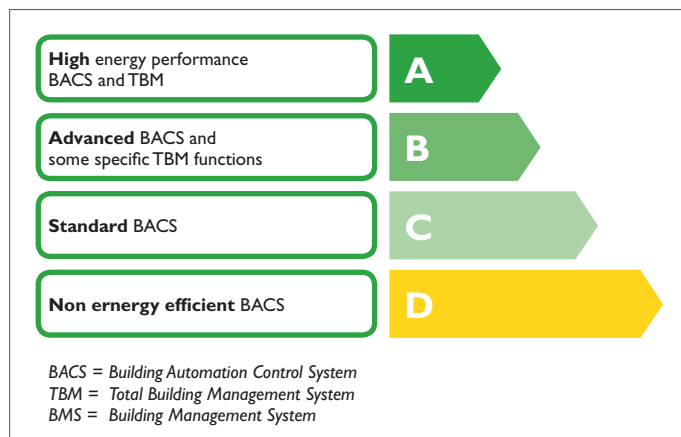 High energy performance
BACS and TBM
A
Advanced BACS and
some specific TBM functions
B
Standard BACS
C
Non ernergy efficient BACS
D
BACS = Building Automation Control System
TBM = Total Building Management System
BMS = Building Management System